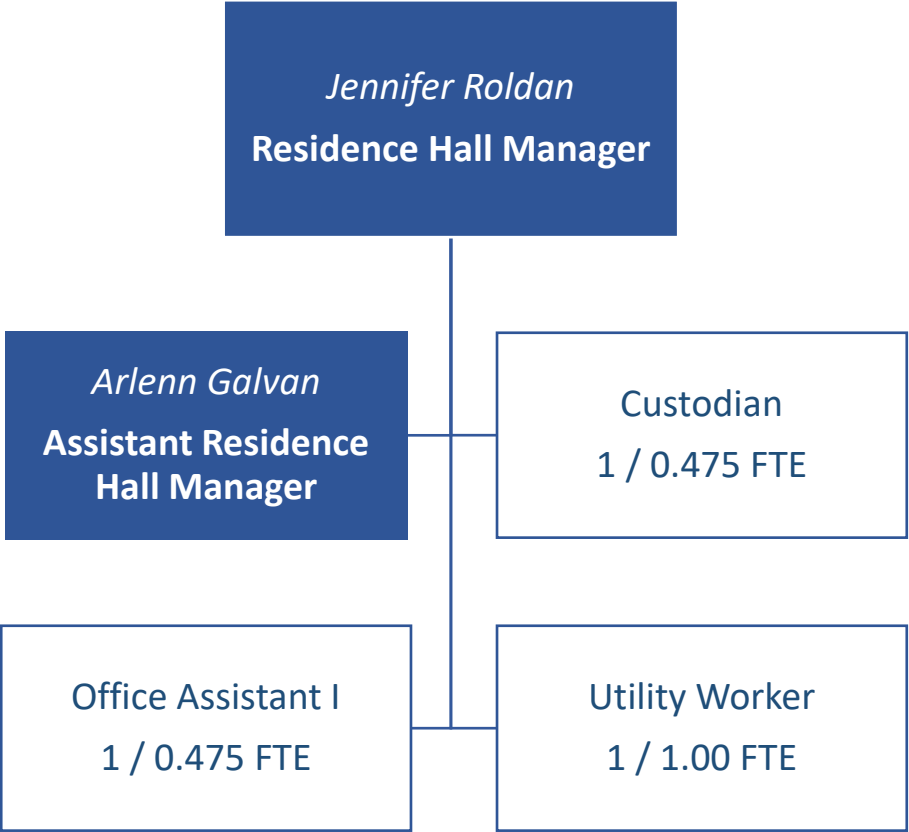 Jennifer Roldan
Residence Hall Manager
Arlenn Galvan
Assistant Residence
Hall Manager
Custodian
1 / 0.475 FTE
Office Assistant I
1 / 0.475 FTE
Utility Worker
1 / 1.00 FTE